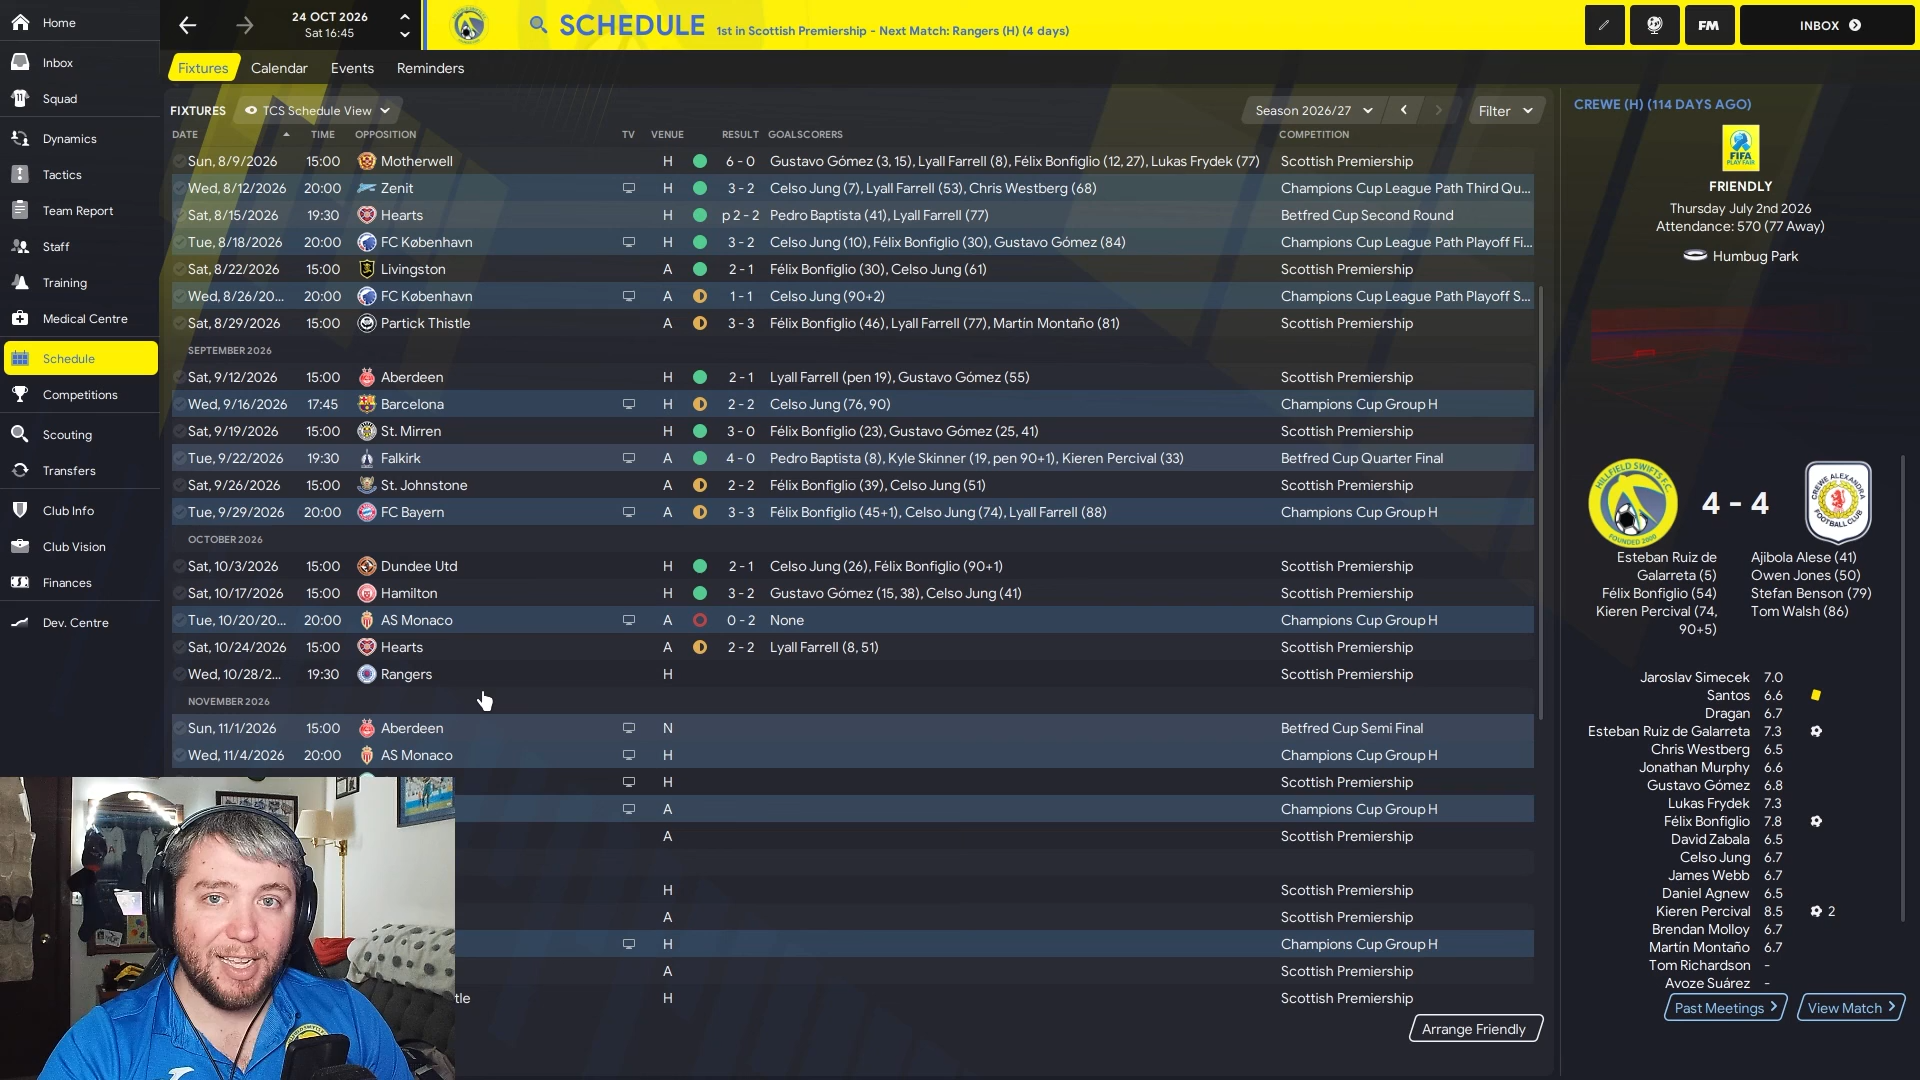 Home
Inbox
Squad
Dynamics
Tactics
Team Report
Staff
Training
Medical Centre
Schedule
Competitions
Scouting
Transfers
Club Info
Club Vision
Finances
Dev. Centre
24 OCT 2026
Sat 16:45
SCHEDULE
1st in Scottish Premiership - Next Match: Rangers (H) (4 days)
FM
INBOX
Fixtures Calendar Events Reminders
FIXTURES TCS Schedule View Season 2026/27 Filter
DATE TIME OPPOSITION TV VENUE RESULT GOALSCORERS COMPETITION
Sun, 8/9/2026 15:00 Motherwell H 6 - 0 Gustavo Gómez (3, 15), Lyall Farrell (8), Félix Bonfiglio (12, 27), Lukas Frydek (77) Scottish Premiership
Wed, 8/12/2026 20:00 Zenit H 3 - 2 Celso Jung (7), Lyall Farrell (53), Chris Westberg (68) Champions Cup League Path Third Qu...
Sat, 8/15/2026 19:30 Hearts H p 2 - 2 Pedro Baptista (41), Lyall Farrell (77) Betfred Cup Second Round
Tue, 8/18/2026 20:00 FC København H 3 - 2 Celso Jung (10), Félix Bonfiglio (30), Gustavo Gómez (84) Champions Cup League Path Playoff Fi...
Sat, 8/22/2026 15:00 Livingston A 2 - 1 Félix Bonfiglio (30), Celso Jung (61) Scottish Premiership
Wed, 8/26/20... 20:00 FC København A 1 - 1 Celso Jung (90+2) Champions Cup League Path Playoff S...
Sat, 8/29/2026 15:00 Partick Thistle A 3 - 3 Félix Bonfiglio (46), Lyall Farrell (77), Martín Montaño (81) Scottish Premiership
SEPTEMBER 2026
Sat, 9/12/2026 15:00 Aberdeen H 2 - 1 Lyall Farrell (pen 19), Gustavo Gómez (55) Scottish Premiership
Wed, 9/16/2026 17:45 Barcelona H 2 - 2 Celso Jung (76, 90) Champions Cup Group H
Sat, 9/19/2026 15:00 St. Mirren H 3 - 0 Félix Bonfiglio (23), Gustavo Gómez (25, 41) Scottish Premiership
Tue, 9/22/2026 19:30 Falkirk A 4 - 0 Pedro Baptista (8), Kyle Skinner (19, pen 90+1), Kieren Percival (33) Betfred Cup Quarter Final
Sat, 9/26/2026 15:00 St. Johnstone A 2 - 2 Félix Bonfiglio (39), Celso Jung (51) Scottish Premiership
Tue, 9/29/2026 20:00 FC Bayern A 3 - 3 Félix Bonfiglio (45+1), Celso Jung (74), Lyall Farrell (88) Champions Cup Group H
OCTOBER 2026
Sat, 10/3/2026 15:00 Dundee Utd H 2 - 1 Celso Jung (26), Félix Bonfiglio (90+1) Scottish Premiership
Sat, 10/17/2026 15:00 Hamilton H 3 - 2 Gustavo Gómez (15, 38), Celso Jung (41) Scottish Premiership
Tue, 10/20/20... 20:00 AS Monaco A 0 - 2 None Champions Cup Group H
Sat, 10/24/2026 15:00 Hearts A 2 - 2 Lyall Farrell (8, 51) Scottish Premiership
Wed, 10/28/2... 19:30 Rangers H Scottish Premiership
NOVEMBER 2026
Sun, 11/1/2026 15:00 Aberdeen N Betfred Cup Semi Final
Wed, 11/4/2026 20:00 AS Monaco H Champions Cup Group H
H Scottish Premiership
A Champions Cup Group H
A Scottish Premiership
H Scottish Premiership
A Scottish Premiership
H Champions Cup Group H
A Scottish Premiership
tle H Scottish Premiership
Arrange Friendly
CREWE (H) (114 DAYS AGO)
FIFA
PLAY FAIR
FRIENDLY
Thursday July 2nd 2026
Attendance: 570 (77 Away)
Humbug Park
HILLFIELD SWIFTS F.C.
FOUNDED 2000
4 - 4
CREWE ALEXANDRA
FOOTBALL CLUB
Esteban Ruiz de Galarreta (5)
Félix Bonfiglio (54)
Kieren Percival (74, 90+5)
Ajibola Alese (41)
Owen Jones (50)
Stefan Benson (79)
Tom Walsh (86)
Jaroslav Simecek 7.0
Santos 6.6
Dragan 6.7
Esteban Ruiz de Galarreta 7.3
Chris Westberg 6.5
Jonathan Murphy 6.6
Gustavo Gómez 6.8
Lukas Frydek 7.3
Félix Bonfiglio 7.8
David Zabala 6.5
Celso Jung 6.7
James Webb 6.7
Daniel Agnew 6.5
Kieren Percival 8.5 2
Brendan Molloy 6.7
Martín Montaño 6.7
Tom Richardson -
Avoze Suárez -
Past Meetings View Match